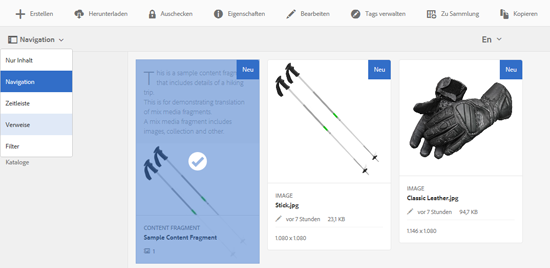 Erstellen Herunterladen Auschecken Eigenschaften Bearbeiten Tags verwalten Zu Sammlung Kopieren
Navigation En
Nur Inhalt
Navigation
Zeitleiste
Verweise
Filter
Kataloge
Neu
This is a sample content fragment
that includes details of a hiking
trip.
This is for demonstrating translation
of mix media fragments.
A mix media fragment includes
images, collection and other
CONTENT FRAGMENT
Sample Content Fragment
1
Neu
IMAGE
Stick.jpg
vor 7 Stunden 23,1 KB
1.080 x 1.080
Neu
IMAGE
Classic Leather.jpg
vor 7 Stunden 94,7 KB
1.146 x 1.080